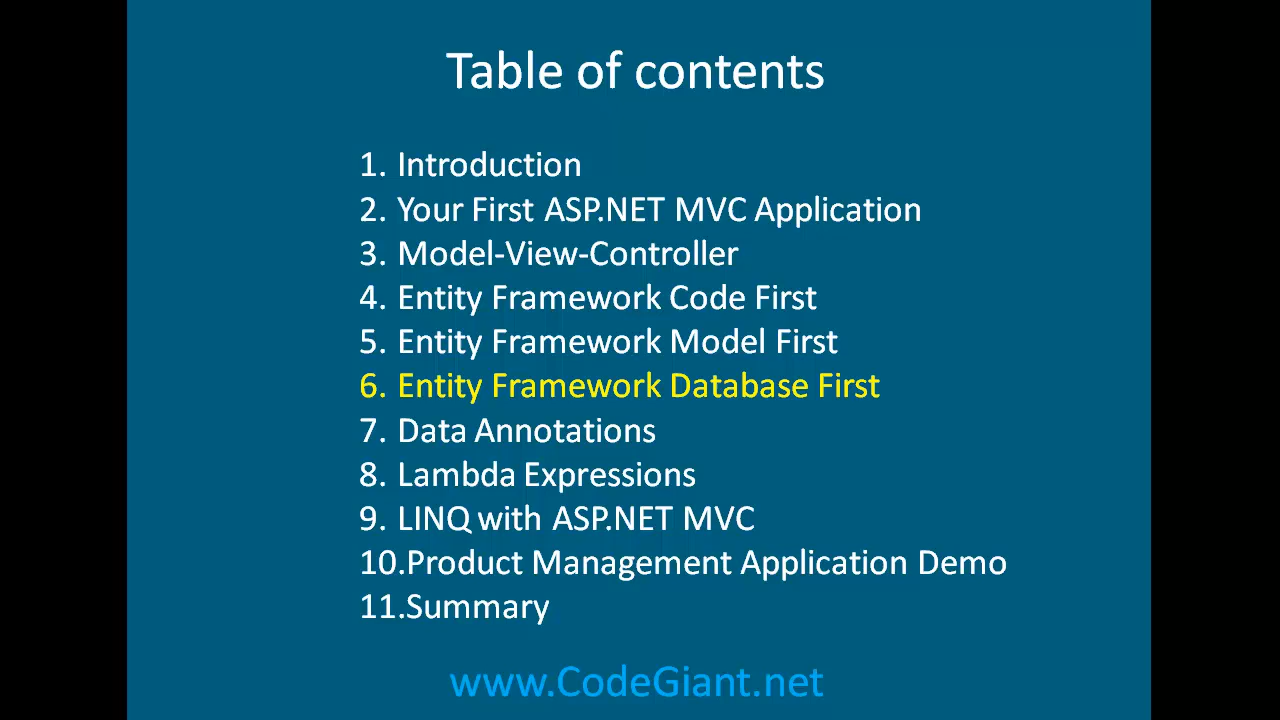 Table of contents
1. Introduction
2. Your First ASP.NET MVC Application
3. Model-View-Controller
4. Entity Framework Code First
5. Entity Framework Model First
6. Entity Framework Database First
7. Data Annotations
8. Lambda Expressions
9. LINQ with ASP.NET MVC
10.Product Management Application Demo
11.Summary
www.CodeGiant.net